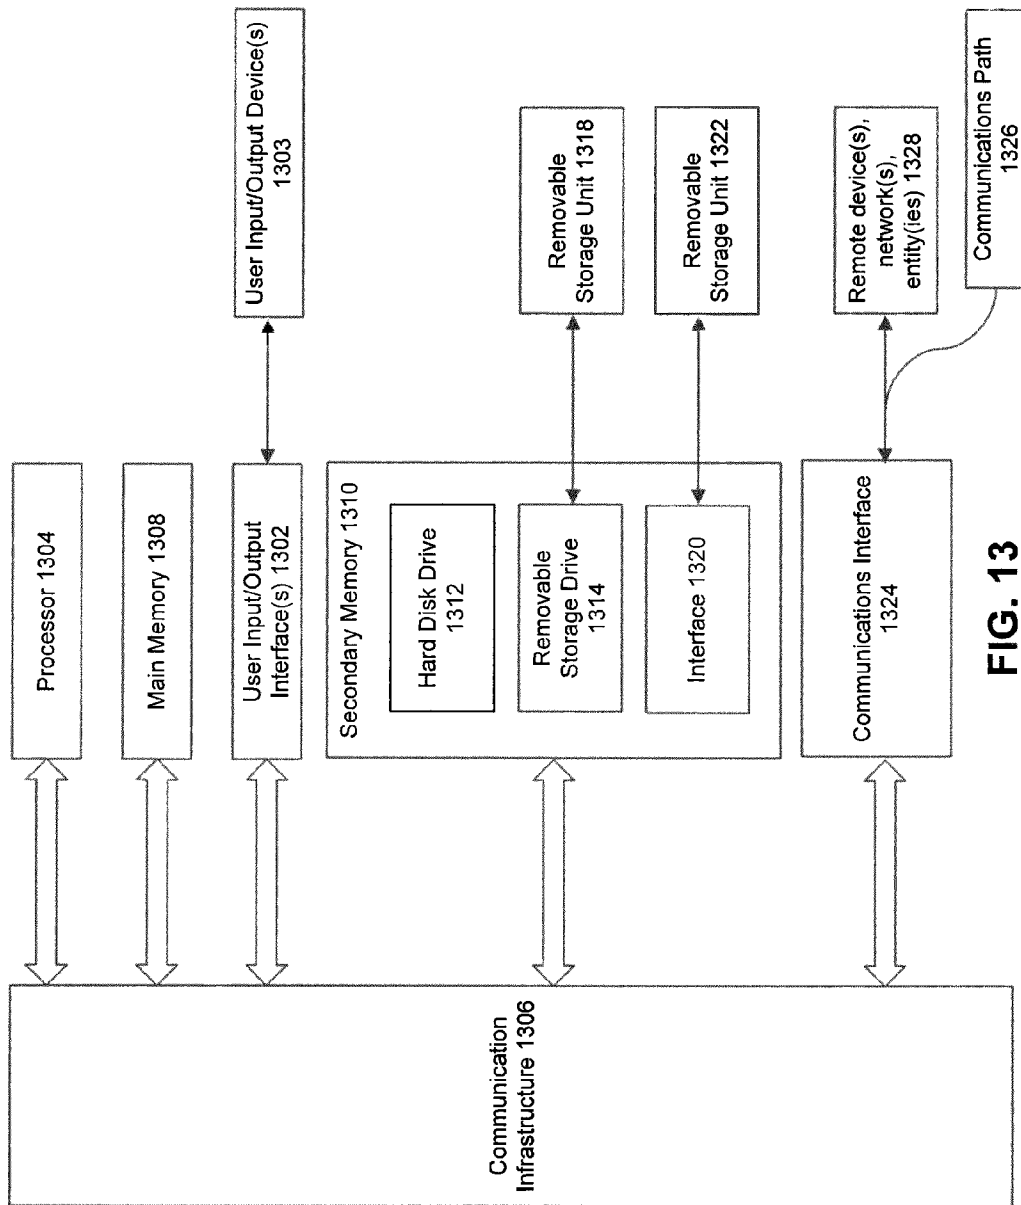 Processor 1304
Main Memory 1308
User Input/Output
Interface(s) 1302
User Input/Output Device(s)
1303
Secondary Memory 1310
Hard Disk Drive
1312
Removable
Storage Drive
1314
Removable
Storage Unit 1318
Interface 1320
Removable
Storage Unit 1322
Communications Interface
1324
Remote device(s),
network(s),
entity(ies) 1328
Communications Path
1326
Communication
Infrastructure 1306
FIG. 13